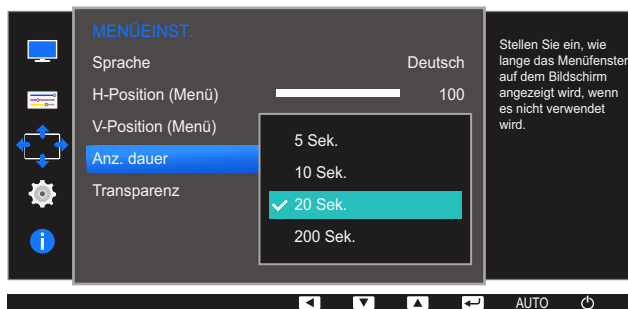 MENÜEINST.
Sprache Deutsch
H-Position (Menü) 100
V-Position (Menü)
Anz. dauer
Transparenz
5 Sek.
10 Sek.
20 Sek.
200 Sek.
Stellen Sie ein, wie
lange das Menüfenster
auf dem Bildschirm
angezeigt wird, wenn
es nicht verwendet
wird.
AUTO